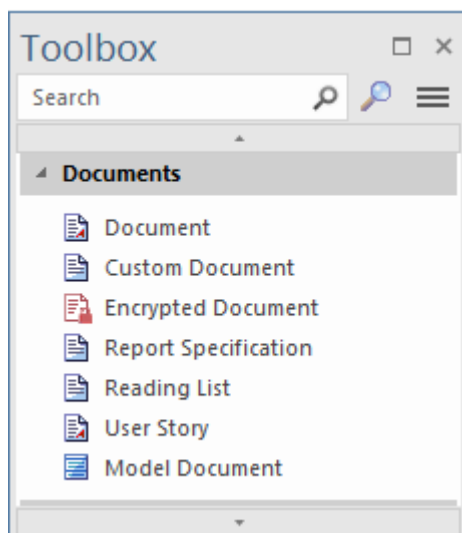 Toolbox
Search
Documents
Document
Custom Document
Encrypted Document
Report Specification
Reading List
User Story
Model Document